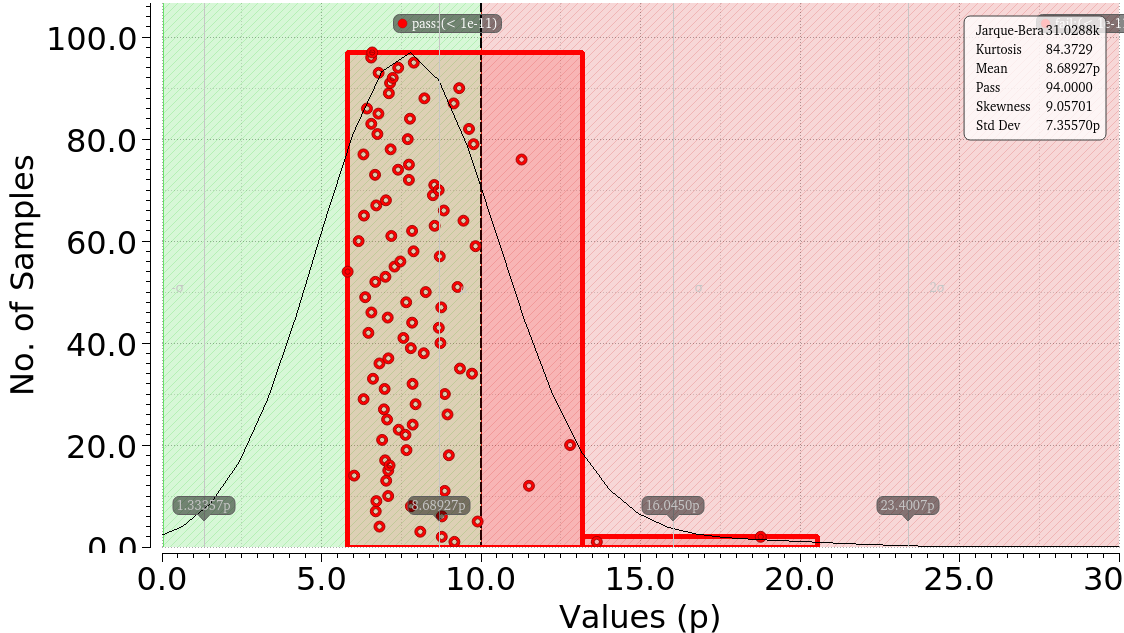 pass:(< 1e-11)
Jarque-Bera 31.0288k
Kurtosis 84.3729
Mean 8.68927p
Pass 94.0000
Skewness 9.05701
Std Dev 7.35570p
100.0
80.0
60.0
40.0
20.0
0.0
No. of Samples
-σ
σ
2σ
1.33357p
8.68927p
16.0450p
23.4007p
0.0
5.0
10.0
15.0
20.0
25.0
30
Values (p)